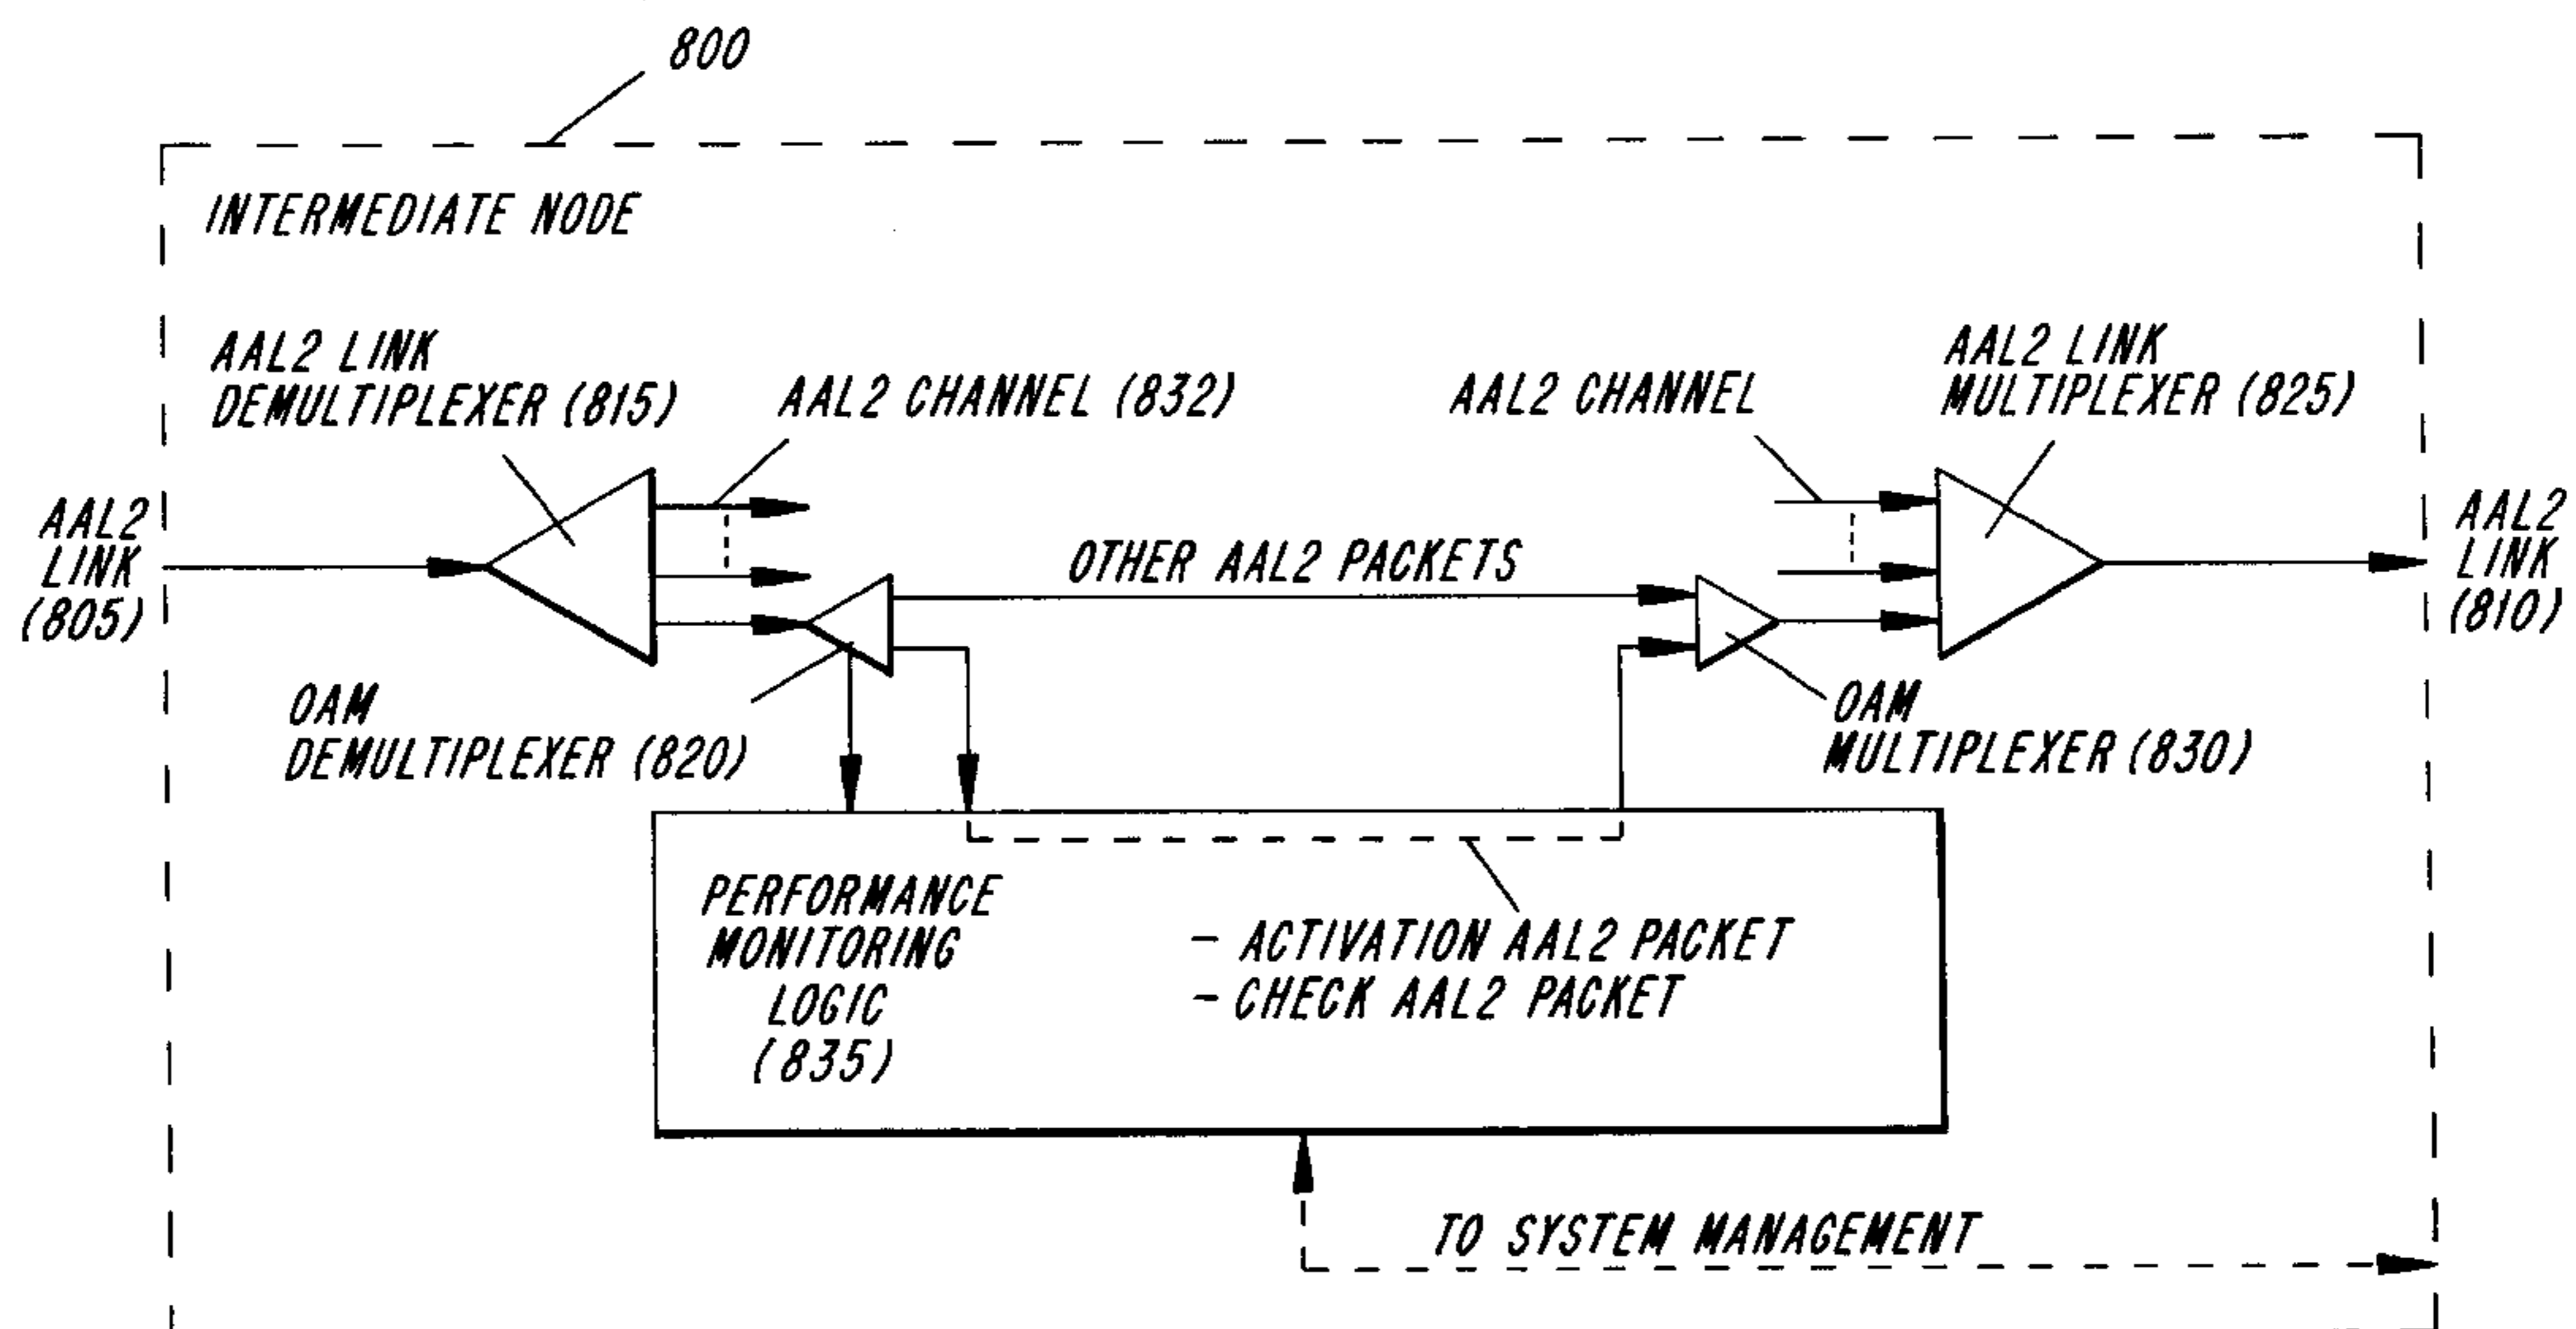 800
INTERMEDIATE NODE
AAL2 LINK
DEMULTIPLEXER (815)
AAL2 CHANNEL (832)
AAL2 CHANNEL
AAL2 LINK
MULTIPLEXER (825)
AAL2
LINK
(805)
OTHER AAL2 PACKETS
AAL2
LINK
(810)
OAM
DEMULTIPLEXER (820)
OAM
MULTIPLEXER (830)
PERFORMANCE
MONITORING
LOGIC
(835)
- ACTIVATION AAL2 PACKET
- CHECK AAL2 PACKET
TO SYSTEM MANAGEMENT